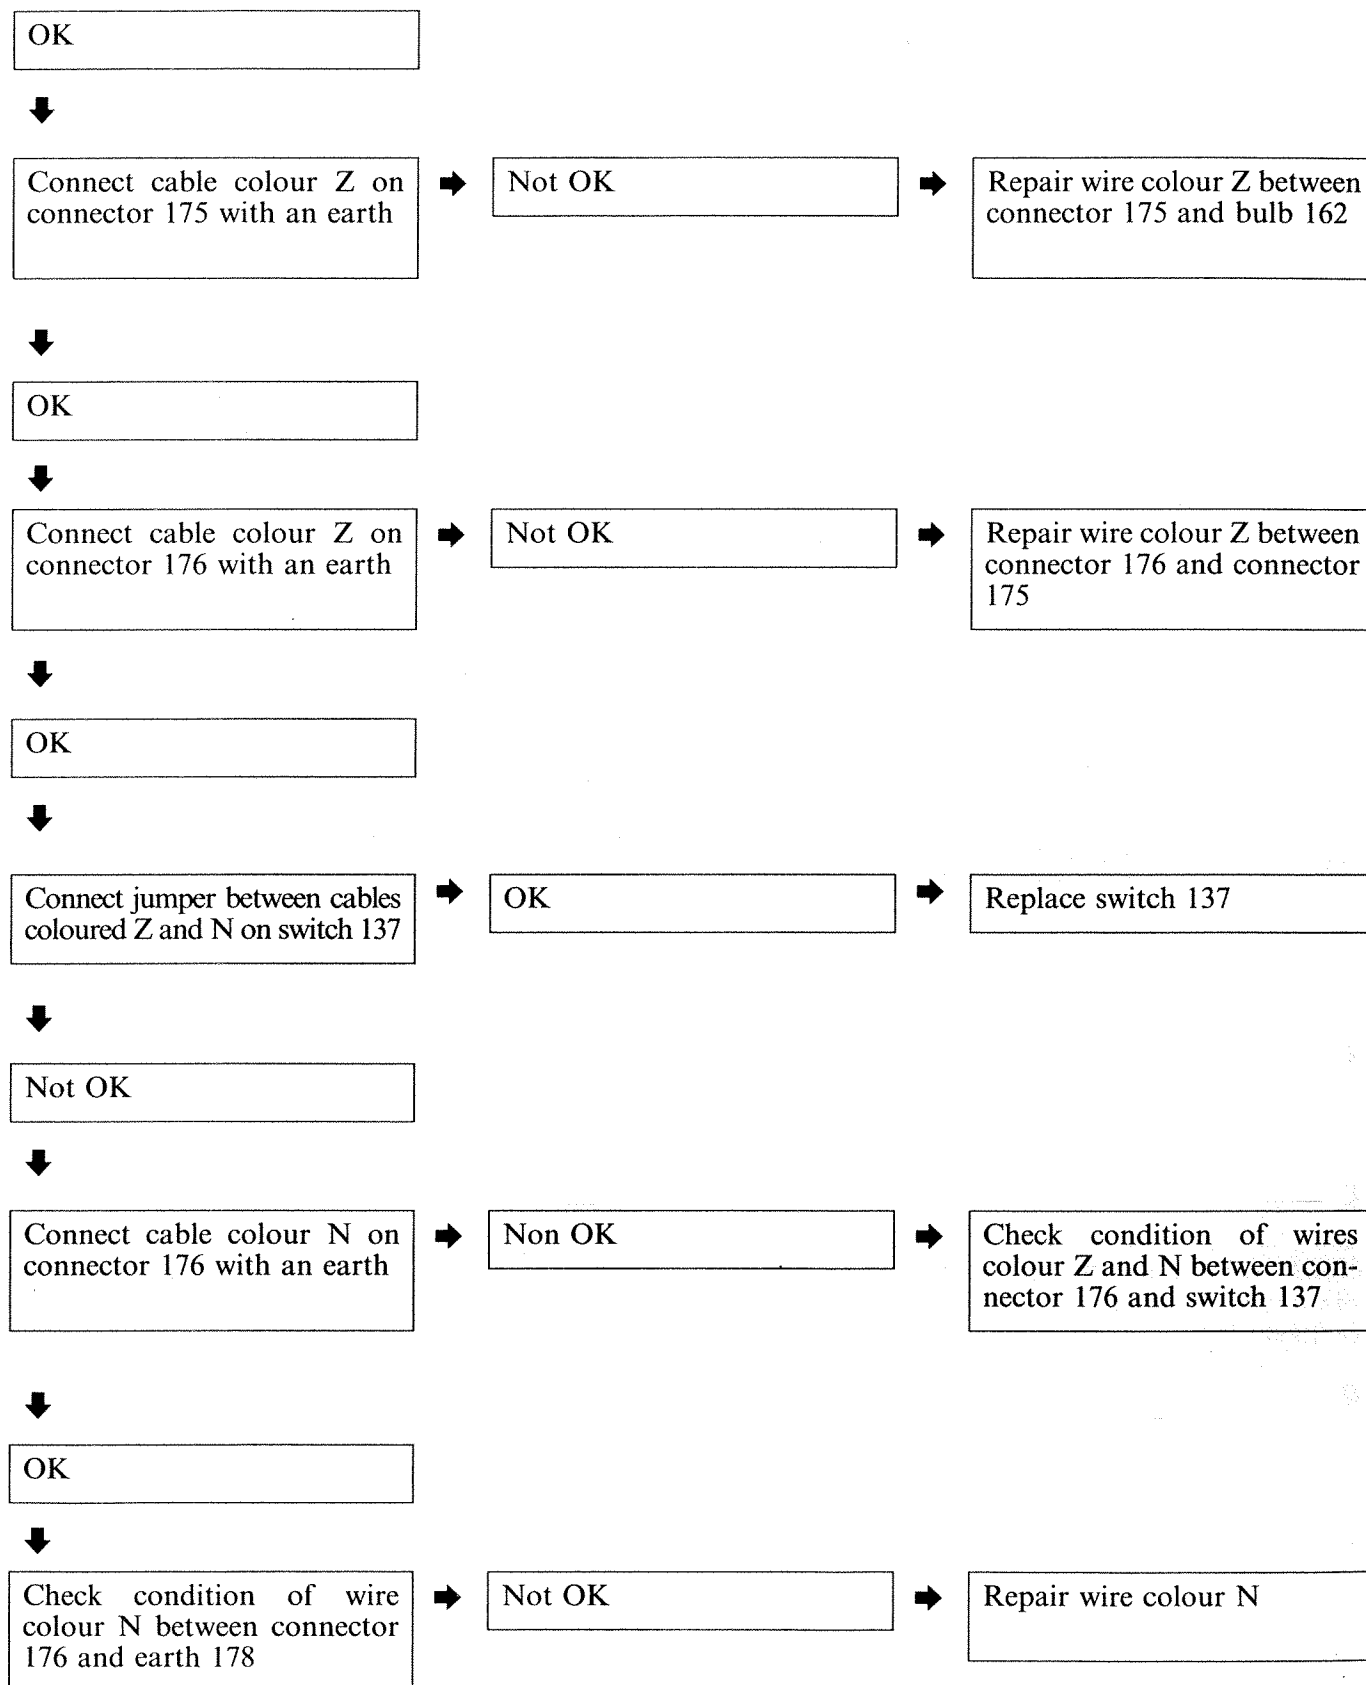 OK
Connect cable colour Z on
connector 175 with an earth
Not OK
Repair wire colour Z between
connector 175 and bulb 162
OK
Connect cable colour Z on
connector 176 with an earth
Not OK
Repair wire colour Z between
connector 176 and connector
175
OK
Connect jumper between cables
coloured Z and N on switch 137
OK
Replace switch 137
Not OK
Connect cable colour N on
connector 176 with an earth
Non OK
Check condition of wires
colour Z and N between con-
nector 176 and switch 137
OK
Check condition of wire
colour N between connector
176 and earth 178
Not OK
Repair wire colour N